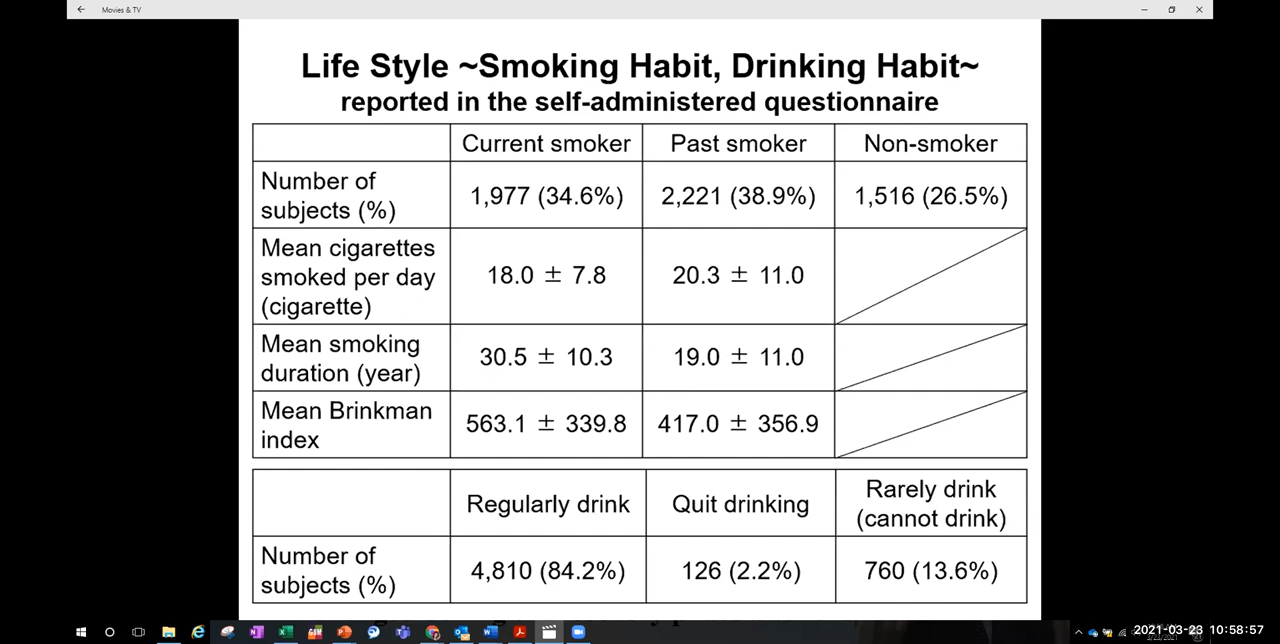 Movies & TV
Life Style ~Smoking Habit, Drinking Habit~
reported in the self-administered questionnaire
Current smoker
Past smoker
Non-smoker
Number of
subjects (%)
1,977 (34.6%)
2,221 (38.9%)
1,516 (26.5%)
Mean cigarettes
smoked per day
(cigarette)
18.0 ± 7.8
20.3 ± 11.0
Mean smoking
duration (year)
30.5 ± 10.3
19.0 ± 11.0
Mean Brinkman
index
563.1 ± 339.8
417.0 ± 356.9
Regularly drink
Quit drinking
Rarely drink
(cannot drink)
Number of
subjects (%)
4,810 (84.2%)
126 (2.2%)
760 (13.6%)
2021-03-23 10:58:57